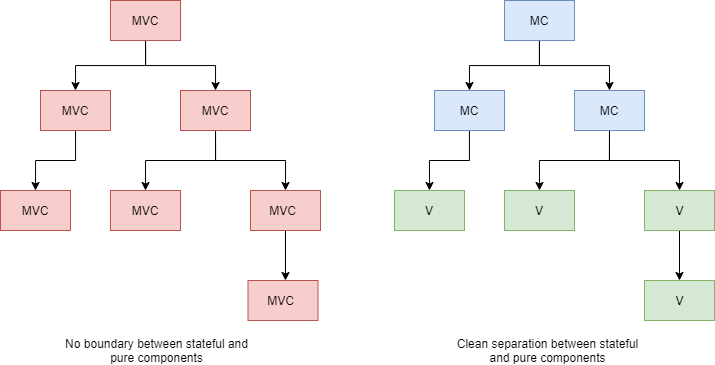 MVC
MC
MVC
MVC
MC
MC
MVC
MVC
MVC
V
V
V
MVC
V
No boundary between stateful and
pure components
Clean separation between stateful
and pure components